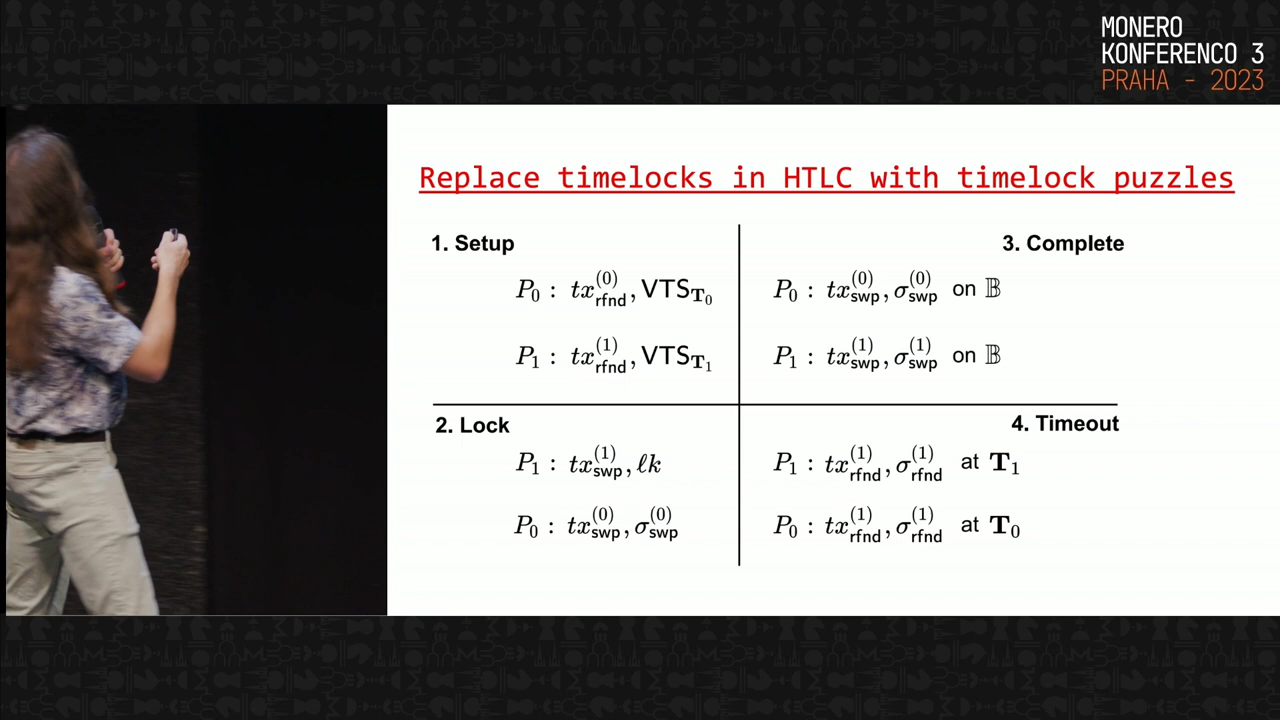 MONERO
KONFERENCO 3
PRAHA - 2023
Replace timelocks in HTLC with timelock puzzles
1. Setup
P₀ : tx_rfnd^(0), VTS_T₀
P₁ : tx_rfnd^(1), VTS_T₁
2. Lock
P₁ : tx_swp^(1), ℓk
P₀ : tx_swp^(0), σ_swp^(0)
3. Complete
P₀ : tx_swp^(0), σ_swp^(0) on 𝔹
P₁ : tx_swp^(1), σ_swp^(1) on 𝔹
4. Timeout
P₁ : tx_rfnd^(1), σ_rfnd^(1) at T₁
P₀ : tx_rfnd^(1), σ_rfnd^(1) at T₀